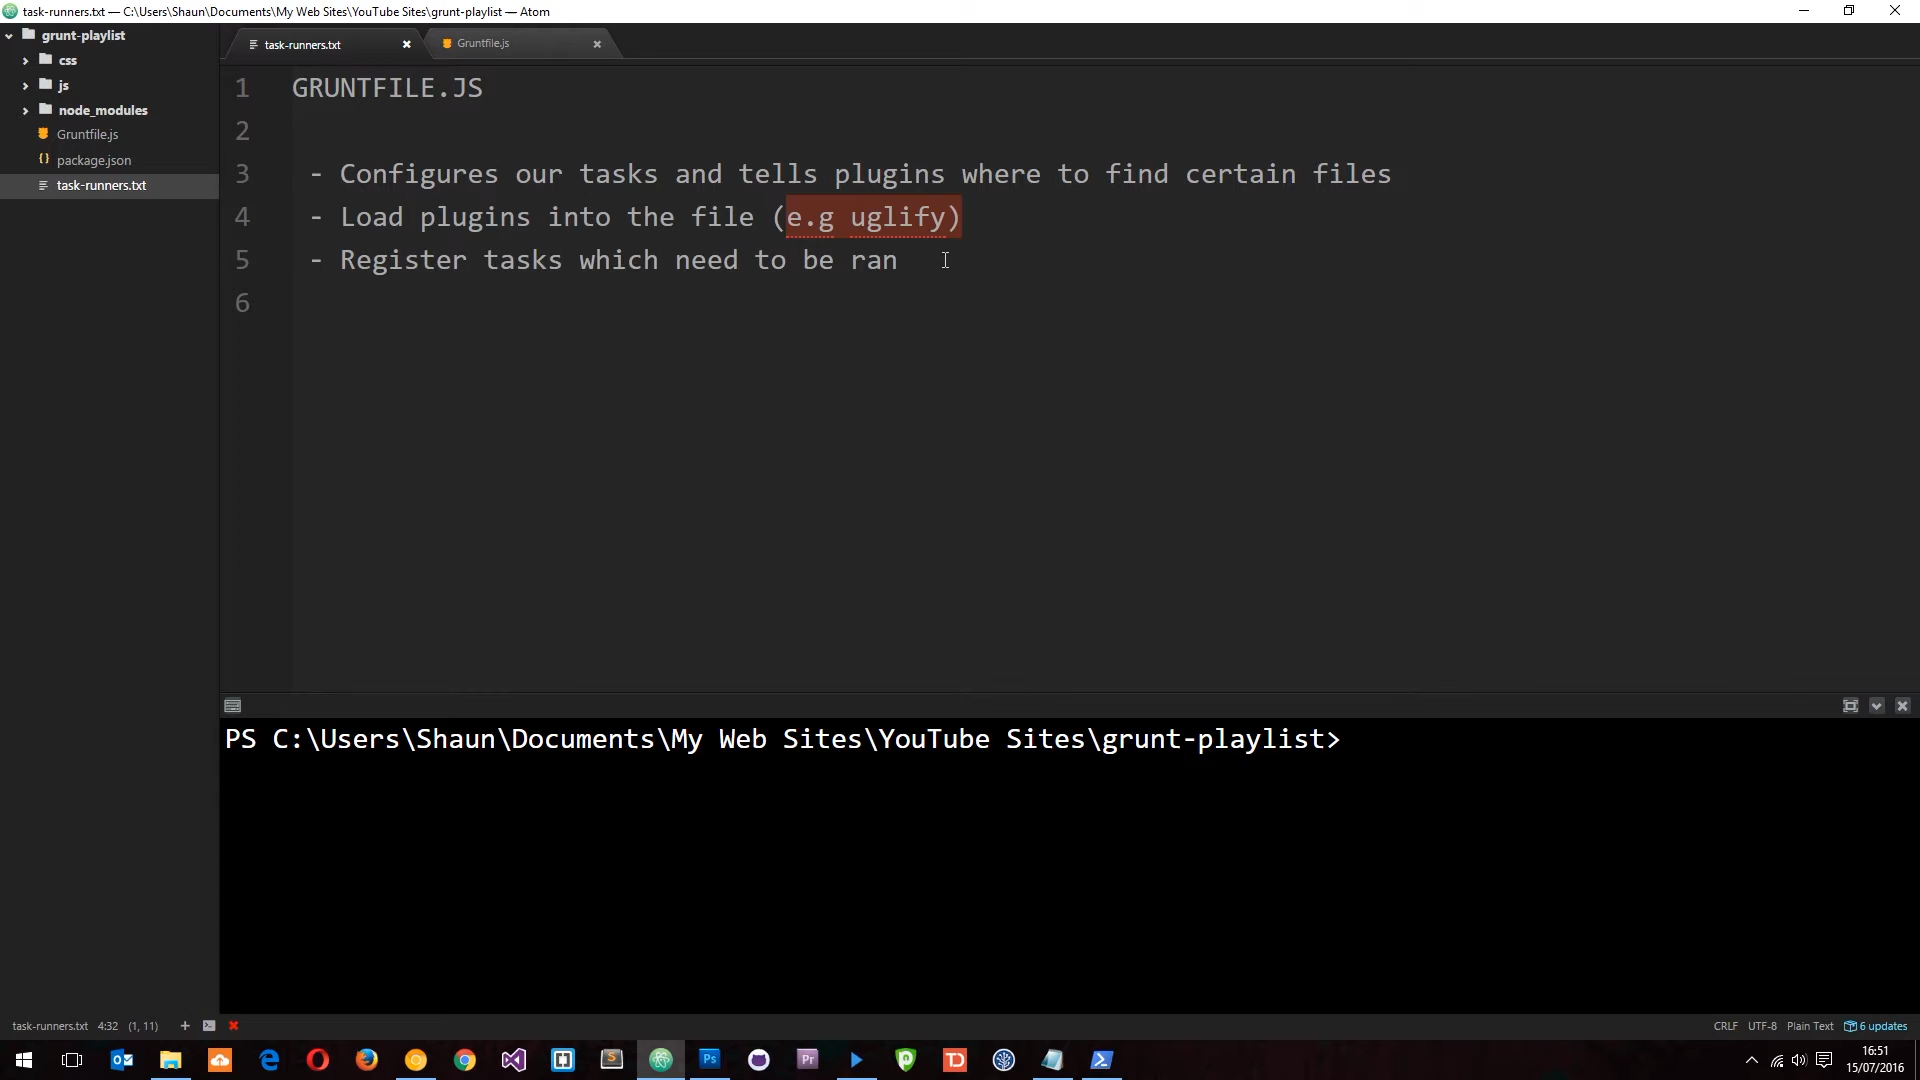 task-runners.txt — C:\Users\Shaun\Documents\My Web Sites\YouTube Sites\grunt-playlist — Atom
grunt-playlist
css
js
node_modules
Gruntfile.js
package.json
task-runners.txt
task-runners.txt
Gruntfile.js
1 GRUNTFILE.JS
2
3 - Configures our tasks and tells plugins where to find certain files
4 - Load plugins into the file (e.g uglify)
5 - Register tasks which need to be ran
6
PS C:\Users\Shaun\Documents\My Web Sites\YouTube Sites\grunt-playlist>
task-runners.txt 4:32 (1, 11)
CRLF UTF-8 Plain Text 6 updates
Ps
Pr
16:51
15/07/2016